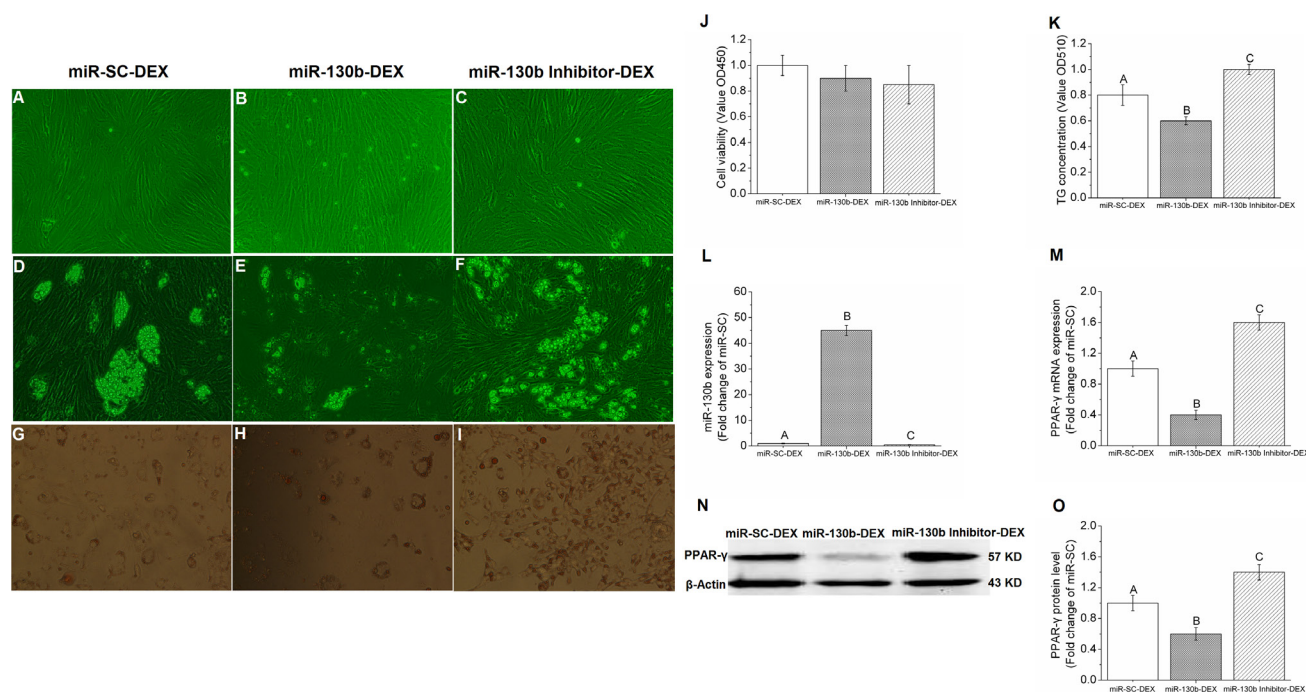 miR-SC-DEX
miR-130b-DEX
miR-130b Inhibitor-DEX
A
B
C
D
E
F
G
H
I
J
Cell viability (Value OD450)
1.2
1.0
0.8
0.6
0.4
0.2
0.0
miR-SC-DEX miR-130b-DEX miR-130b Inhibitor-DEX
K
TG concentration (Value OD510)
1.2
1.0
0.8
0.6
0.4
0.2
0.0
A
B
C
miR-SC-DEX miR-130b-DEX miR-130b Inhibitor-DEX
L
miR-130b expression
(Fold change of miR-SC)
60
50
40
30
20
10
0
A
B
C
miR-SC-DEX miR-130b-DEX miR-130b Inhibitor-DEX
M
PPAR-γ mRNA expression
(Fold change of miR-SC)
2.0
1.6
1.2
0.8
0.4
0.0
A
B
C
miR-SC-DEX miR-130b-DEX miR-130b Inhibitor-DEX
N
miR-SC-DEX miR-130b-DEX miR-130b Inhibitor-DEX
PPAR-γ 57 KD
β-Actin 43 KD
O
PPAR-γ protein level
(Fold change of miR-SC)
1.6
1.2
0.8
0.4
0.0
A
B
C
miR-SC-DEX miR-130b-DEX miR-130b Inhibitor-DEX